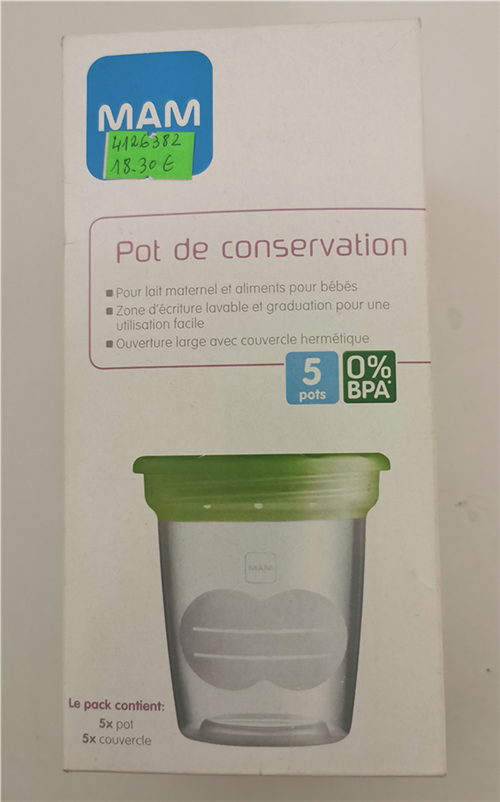 MAM
4126382
18.30 €
Pot de conservation
Pour lait maternel et aliments pour bébés
Zone d'écriture lavable et graduation pour une
utilisation facile
Ouverture large avec couvercle hermétique
5
pots
0%
BPA*
MAM
Le pack contient:
5x pot
5x couvercle